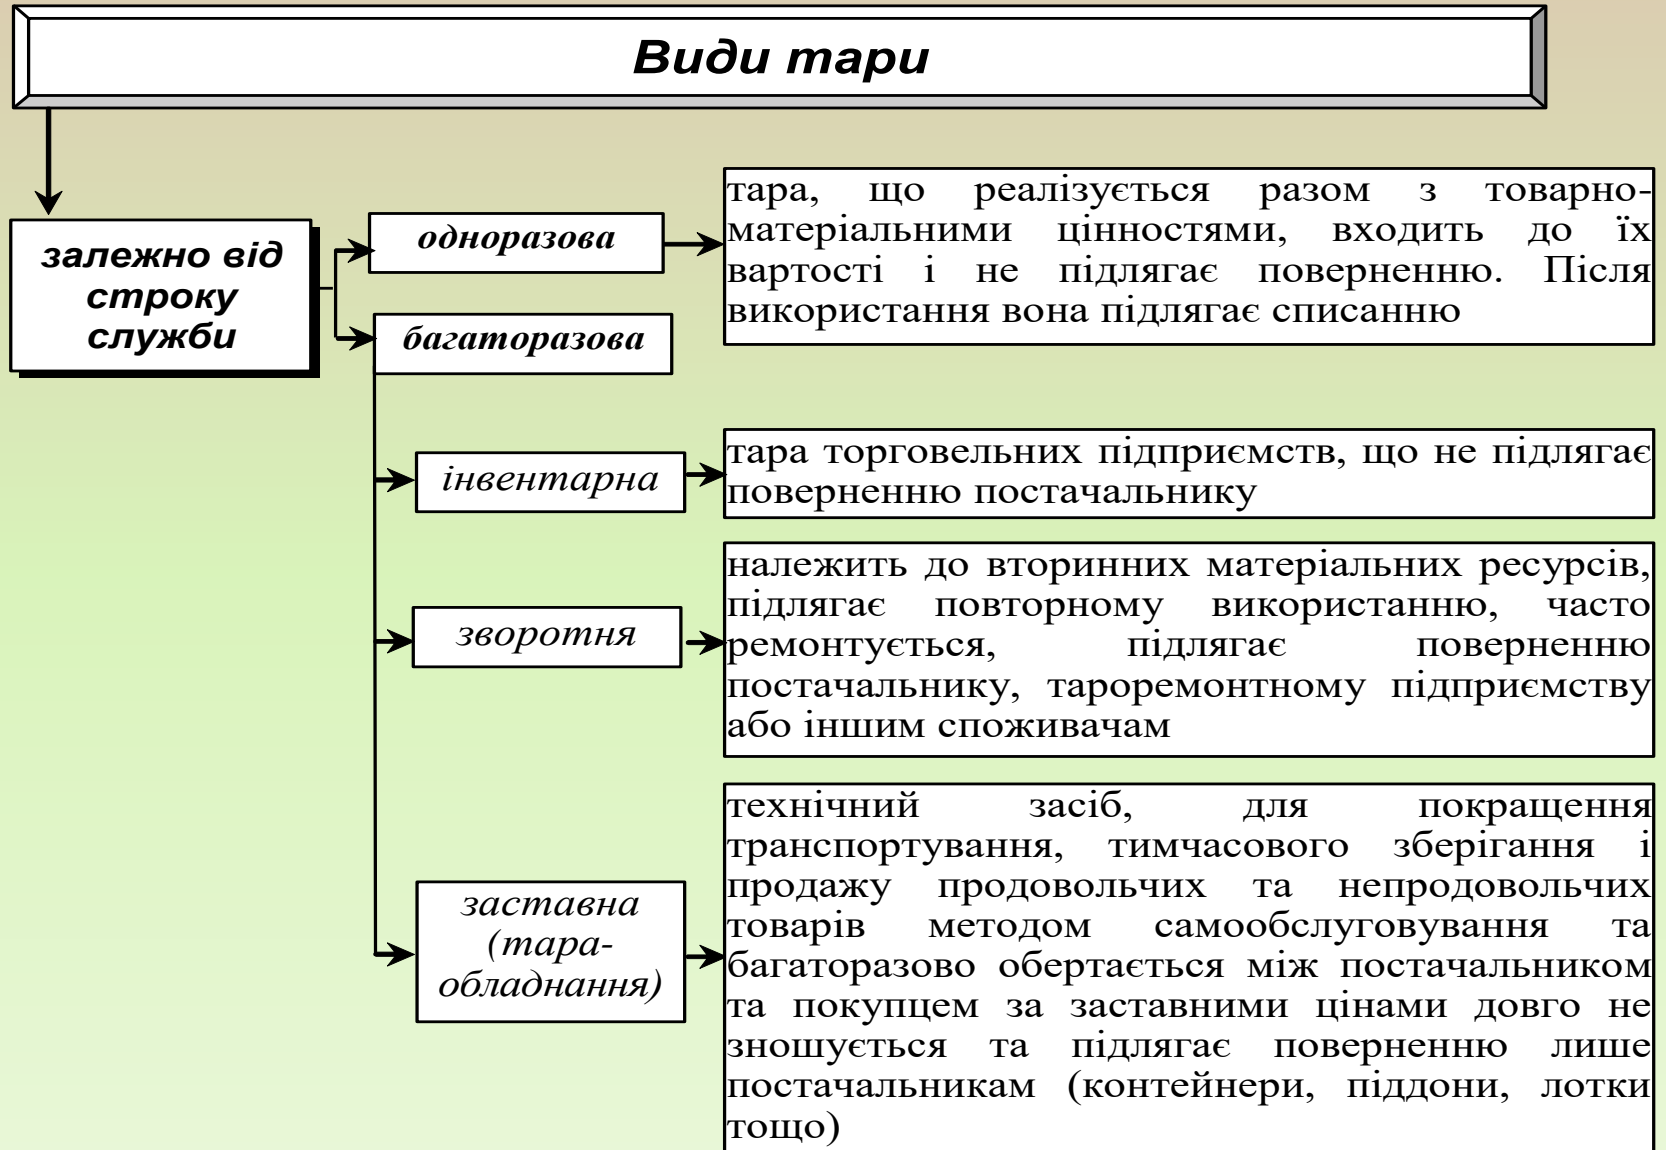 Види тари
залежно від
строку
служби
одноразова
тара, що реалізується разом з товарно-
матеріальними цінностями, входить до їх
вартості і не підлягає поверненню. Після
використання вона підлягає списанню
багаторазова
інвентарна
тара торговельних підприємств, що не підлягає
поверненню постачальнику
зворотня
належить до вторинних матеріальних ресурсів,
підлягає повторному використанню, часто
ремонтується, підлягає поверненню
постачальнику, тароремонтному підприємству
або іншим споживачам
заставна
(тара-
обладнання)
технічний засіб, для покращення
транспортування, тимчасового зберігання і
продажу продовольчих та непродовольчих
товарів методом самообслуговування та
багаторазово обертається між постачальником
та покупцем за заставними цінами довго не
зношується та підлягає поверненню лише
постачальникам (контейнери, піддони, лотки
тощо)